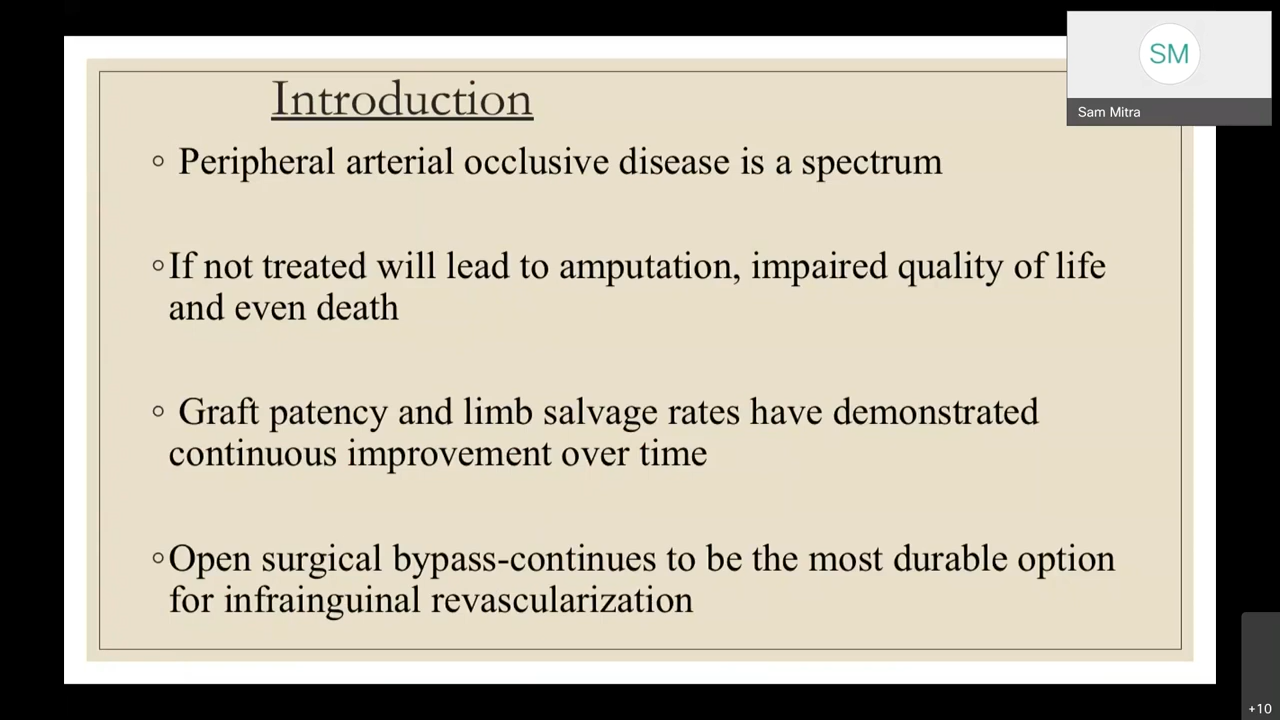 Introduction
SM
Sam Mitra
◦ Peripheral arterial occlusive disease is a spectrum
◦If not treated will lead to amputation, impaired quality of life
and even death
◦ Graft patency and limb salvage rates have demonstrated
continuous improvement over time
◦Open surgical bypass-continues to be the most durable option
for infrainguinal revascularization
+10